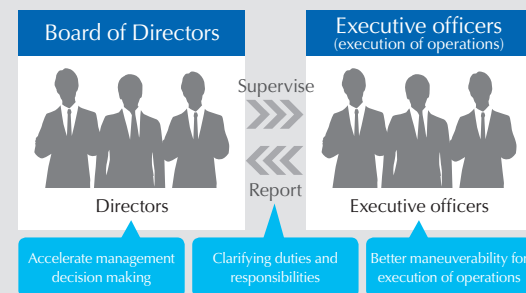 Board of Directors
Executive officers
(execution of operations)
Supervise
Report
Directors
Executive officers
Accelerate management
decision making
Clarifying duties and
responsibilities
Better maneuverability for
execution of operations